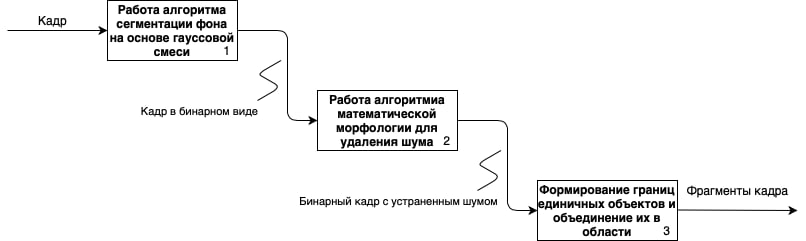 Кадр
Работа алгоритма
сегментации фона
на основе гауссовой
смеси
1
Кадр в бинарном виде
Работа алгоритмиа
математической
морфологии для
удаления шума
2
Бинарный кадр с устраненным шумом
Формирование границ
единичных объектов и
объединение их в
области
3
Фрагменты кадра